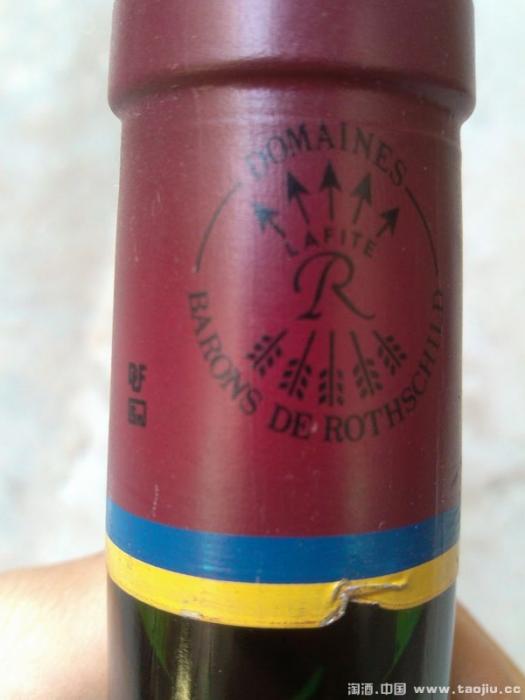 DOMAINES
LAFITE
R
BARONS DE ROTHSCHILD
淘酒.中国 www.taojiu.cc